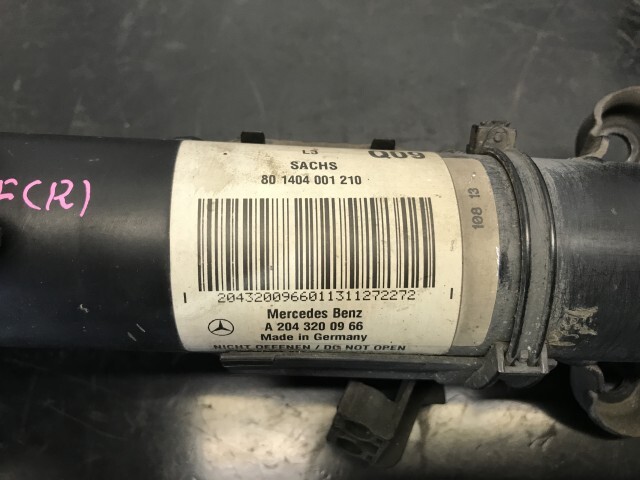 L3 Q09
SACHS
80 1404 001 210
108 13
F(R)
2043200966011311272272
Mercedes Benz
A 204 320 09 66
Made in Germany
NICHT OEFFNEN / DO NOT OPEN